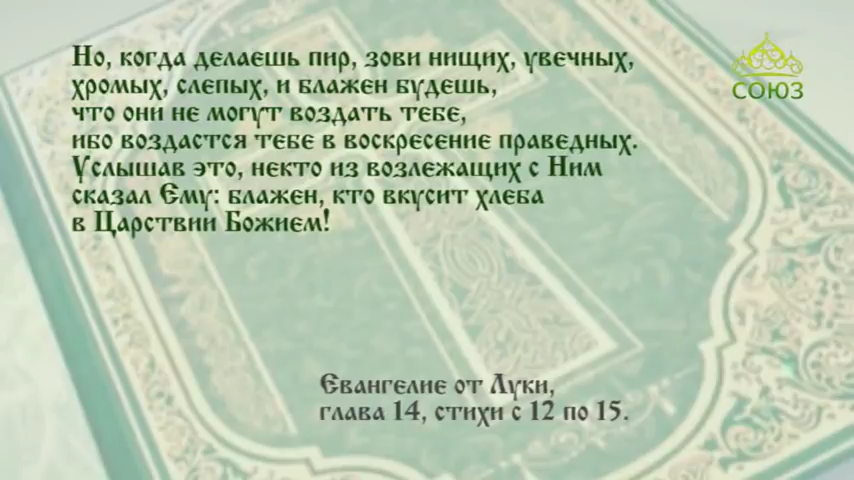 Но, когда делаешь пир, зови нищих, увечных,
хромых, слепых, и блажен будешь,
что они не могут воздать тебе,
ибо воздастся тебе в воскресение праведных.
Услышав это, некто из возлежащих с Ним
сказал Ему: блажен, кто вкусит хлеба
в Царствии Божием!
СОЮЗ
Евангелие от Луки,
глава 14, стихи с 12 по 15.